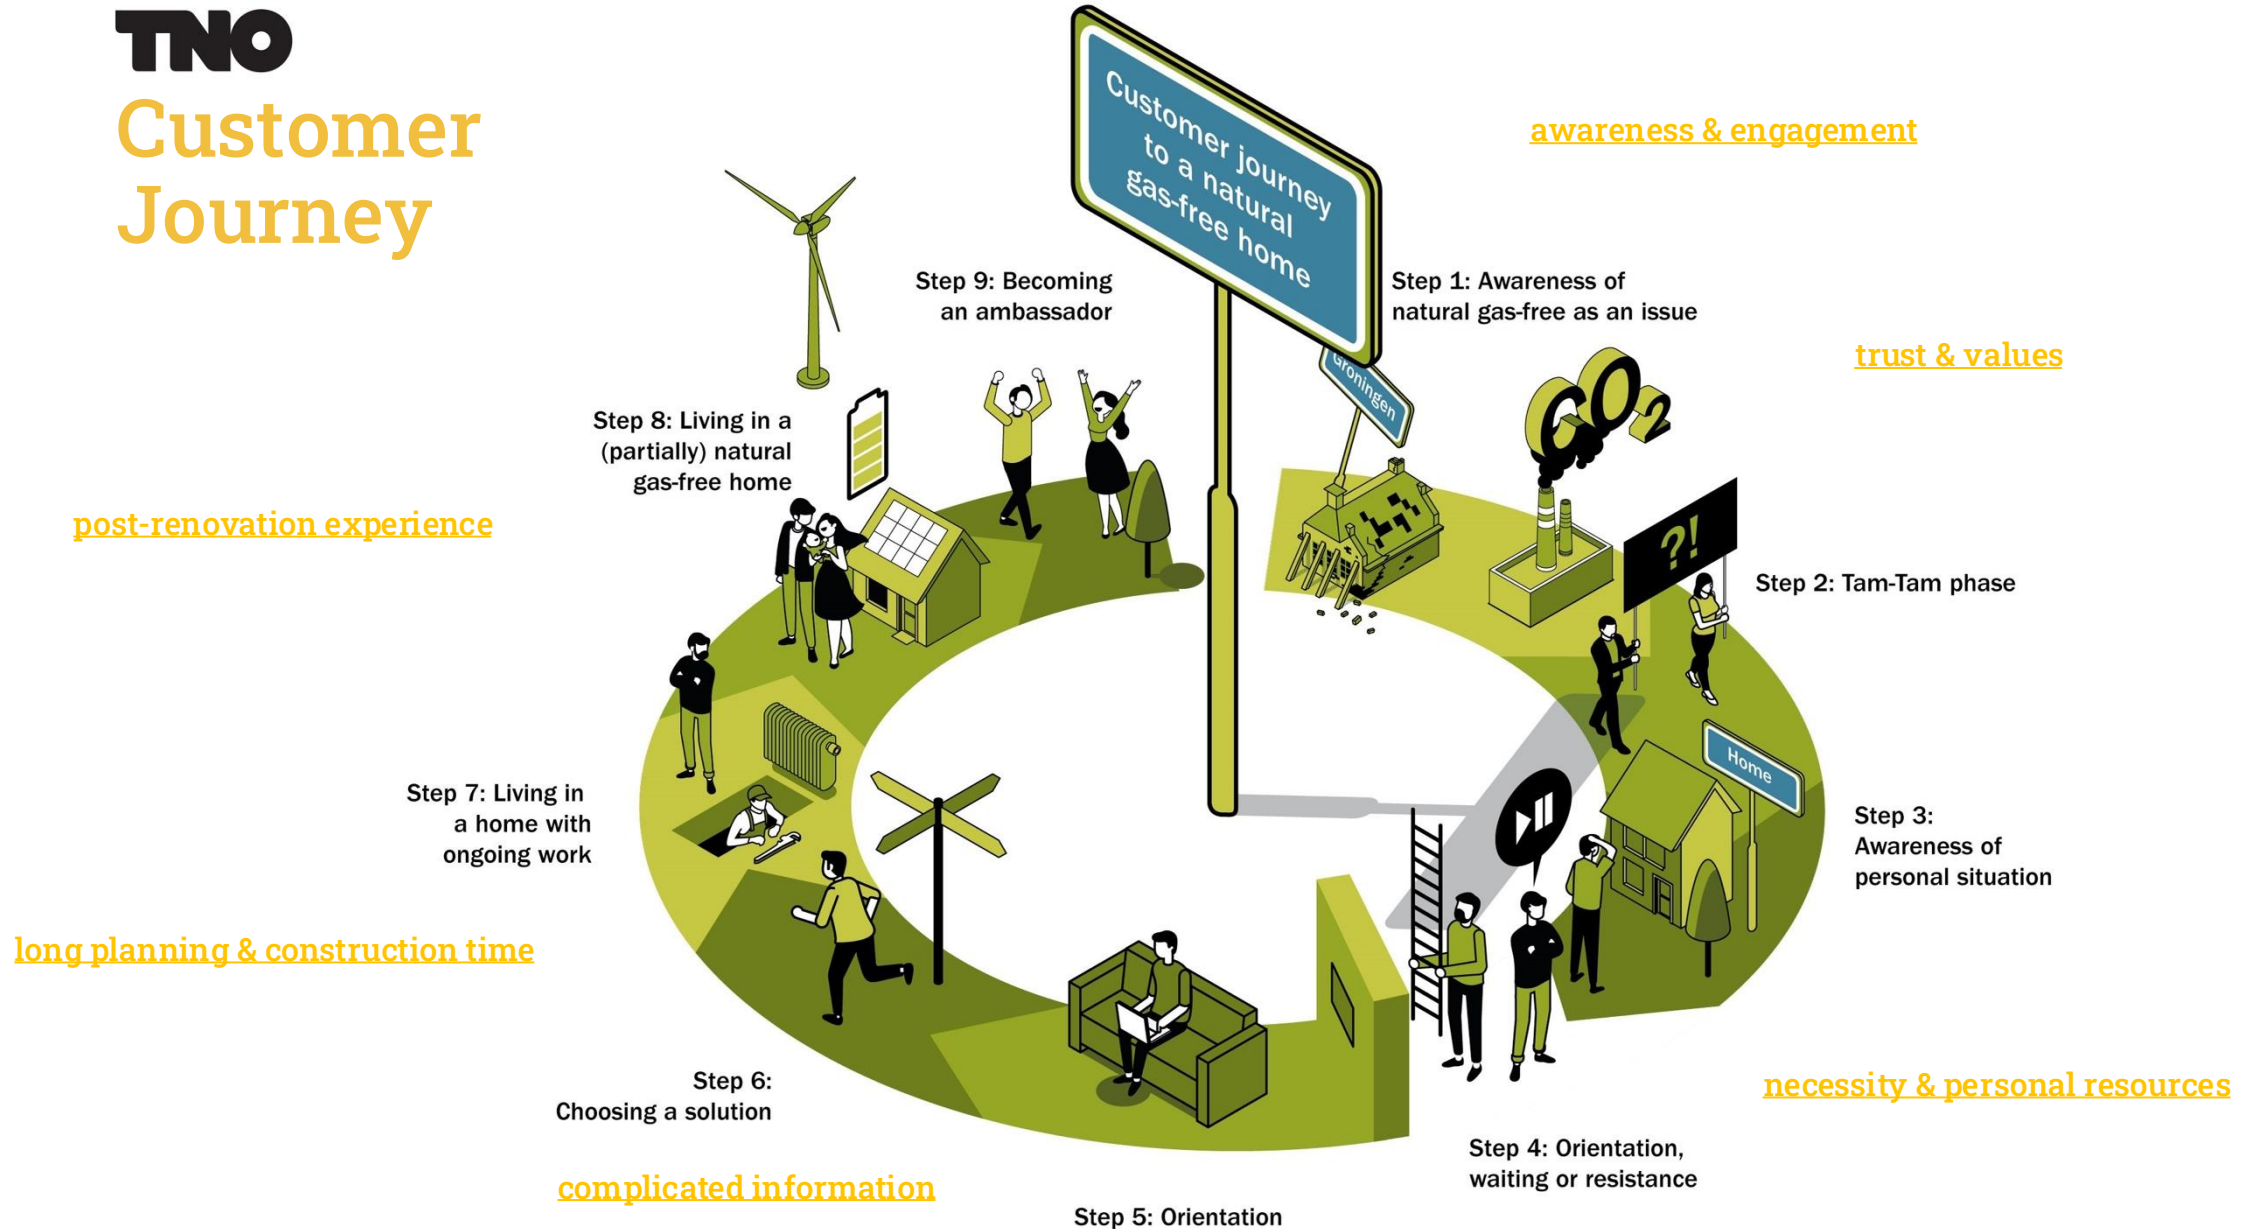 TNO
Customer
Journey
Customer journey
to a natural
gas-free home
awareness & engagement
Step 9: Becoming
an ambassador
Step 1: Awareness of
natural gas-free as an issue
Groningen
trust & values
CO2
Step 8: Living in a
(partially) natural
gas-free home
post-renovation experience
?!
Step 2: Tam-Tam phase
Home
Step 7: Living in
a home with
ongoing work
Step 3:
Awareness of
personal situation
long planning & construction time
Step 6:
Choosing a solution
necessity & personal resources
Step 4: Orientation,
waiting or resistance
complicated information
Step 5: Orientation